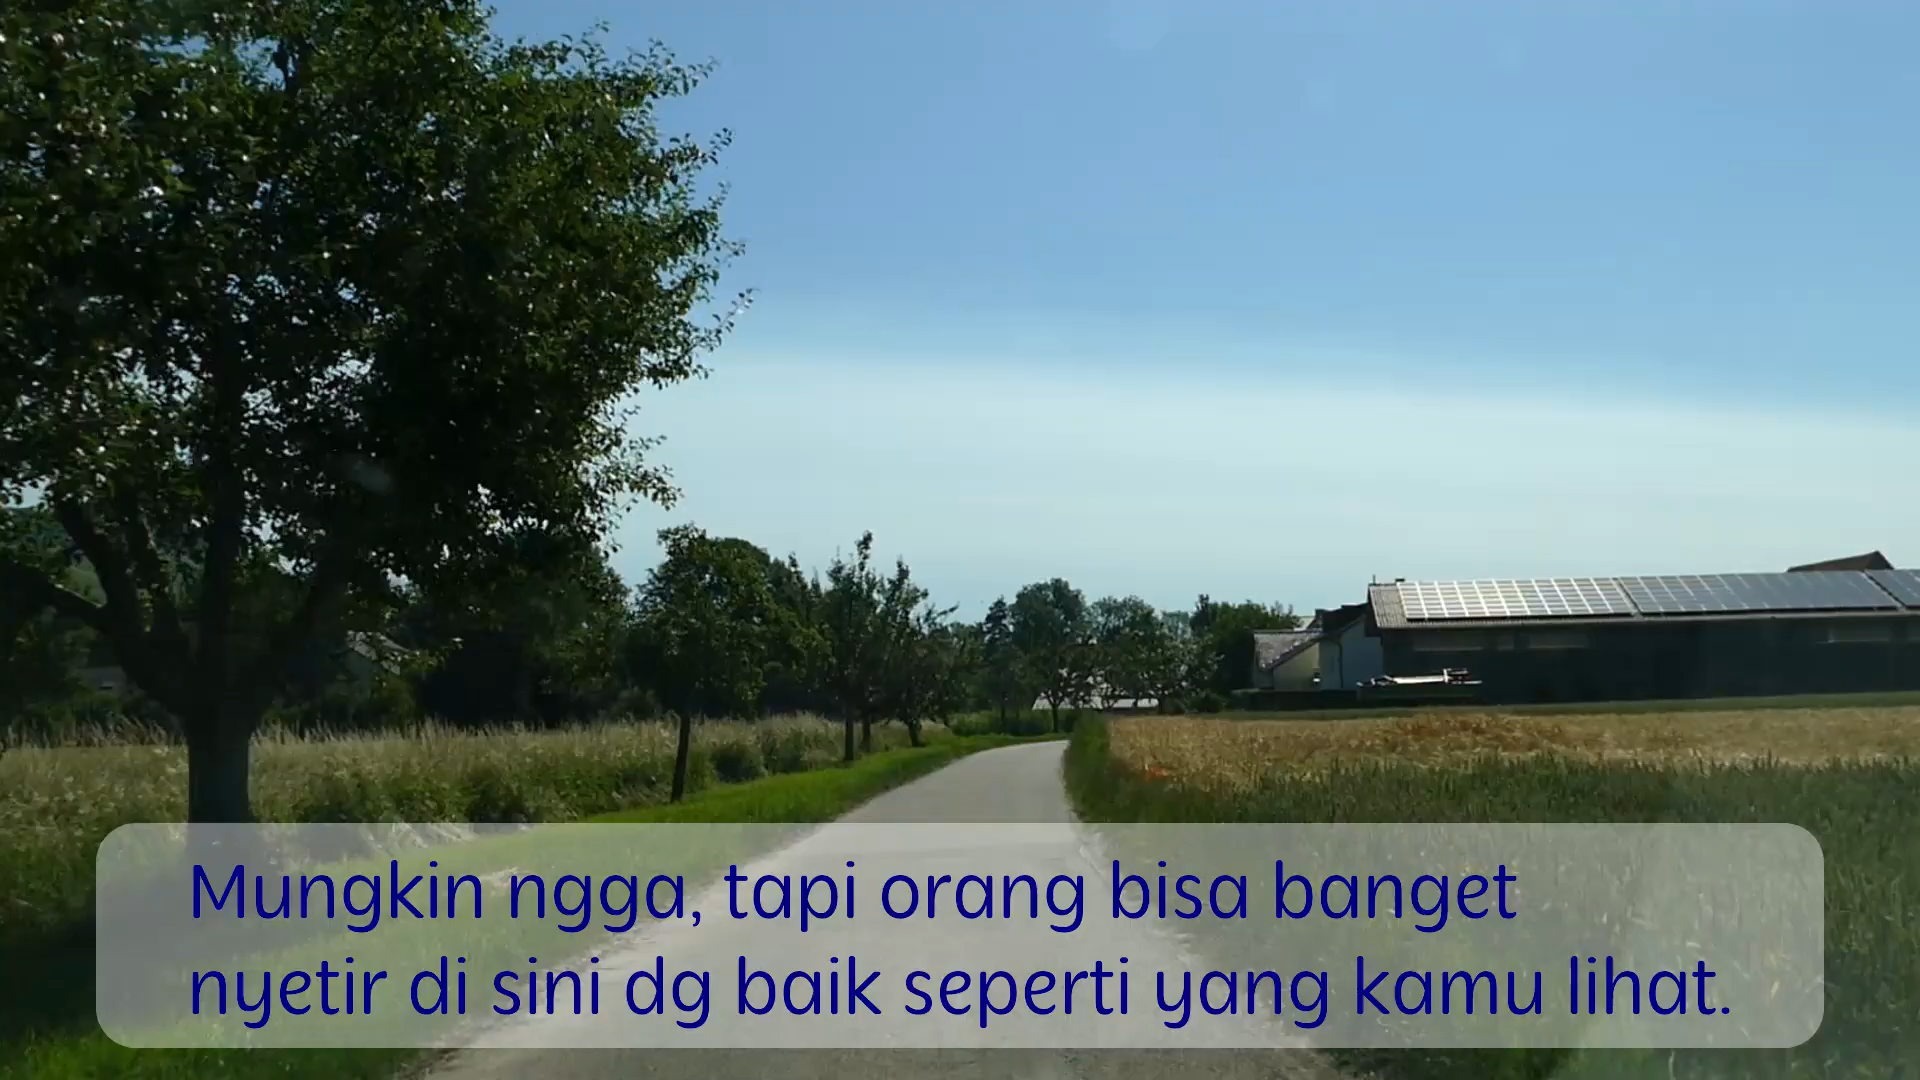 Mungkin ngga, tapi orang bisa banget
nyetir di sini dg baik seperti yang kamu lihat.